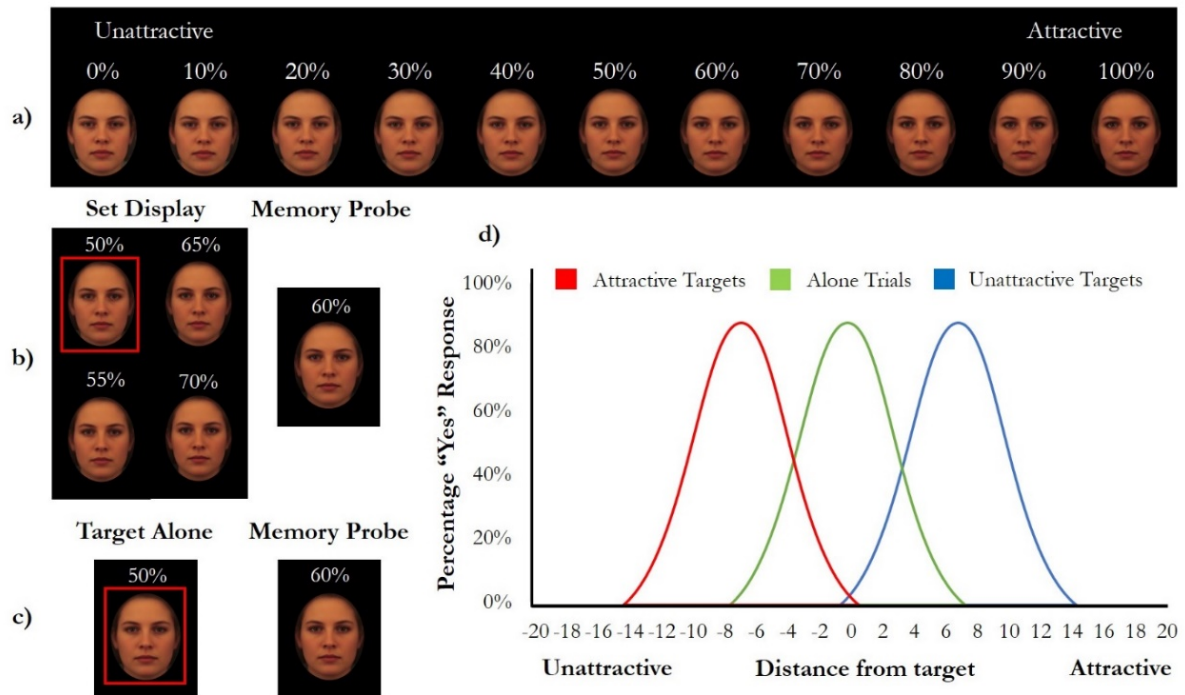 Unattractive Attractive
0% 10% 20% 30% 40% 50% 60% 70% 80% 90% 100%
a)
Set Display Memory Probe
50% 65%
60%
b)
55% 70%
Target Alone Memory Probe
50% 60%
c)
d)
Attractive Targets Alone Trials Unattractive Targets
Percentage “Yes” Response
100%
80%
60%
40%
20%
0%
-20 -18 -16 -14 -12 -10 -8 -6 -4 -2 0 2 4 6 8 10 12 14 16 18 20
Unattractive Distance from target Attractive